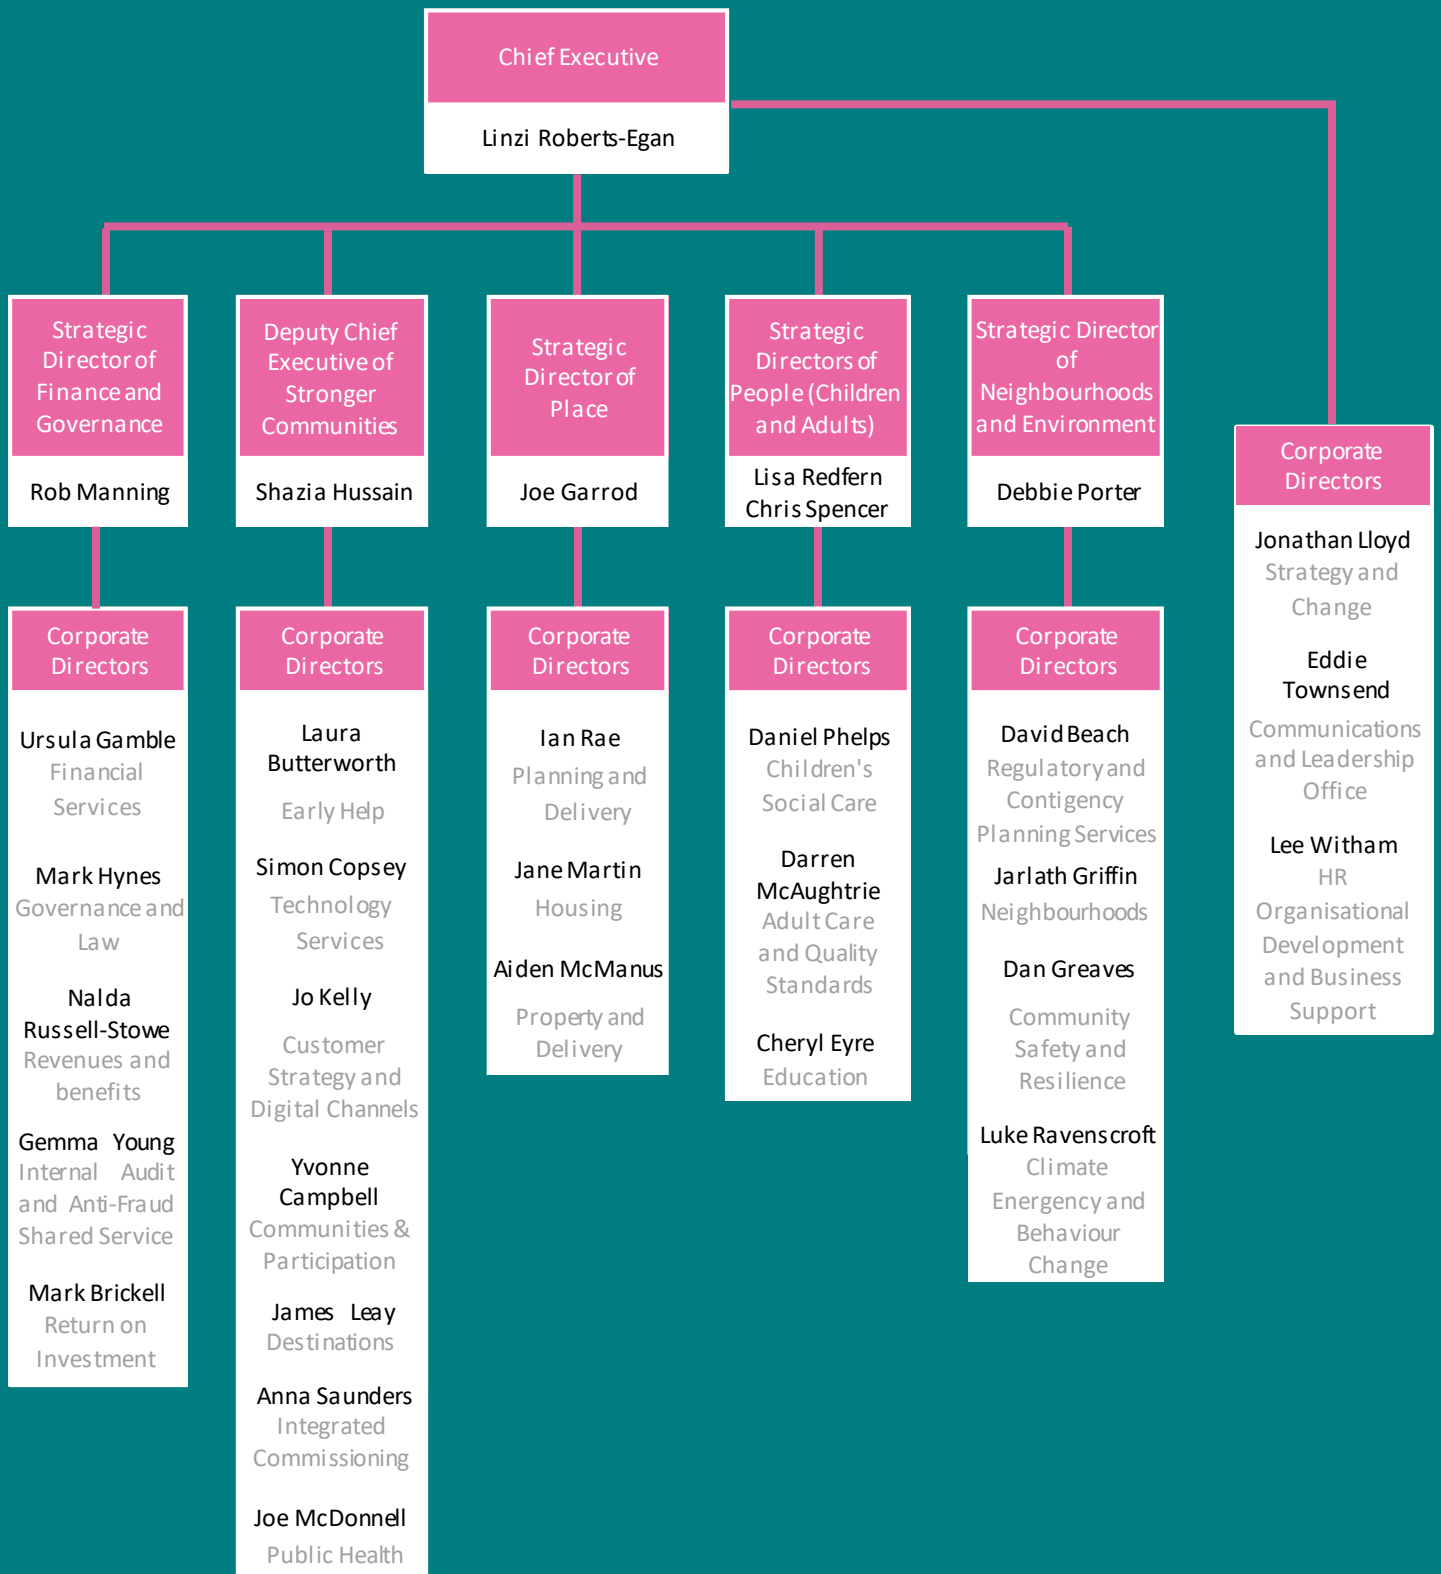 Chief Executive
Linzi Roberts-Egan
Strategic
Director of
Finance and
Governance
Rob Manning
Deputy Chief
Executive of
Stronger
Communities
Shazia Hussain
Strategic
Director of
Place
Joe Garrod
Strategic
Directors of
People (Children
and Adults)
Lisa Redfern
Chris Spencer
Strategic Director
of
Neighbourhoods
and Environment
Debbie Porter
Corporate
Directors
Jonathan Lloyd
Strategy and
Change
Eddie
Townsend
Communications
and Leadership
Office
Lee Witham
HR
Organisational
Development
and Business
Support
Corporate
Directors
Ursula Gamble
Financial
Services
Mark Hynes
Governance and
Law
Nalda
Russell-Stowe
Revenues and
benefits
Gemma Young
Internal Audit
and Anti-Fraud
Shared Service
Mark Brickell
Return on
Investment
Corporate
Directors
Laura
Butterworth
Early Help
Simon Copsey
Technology
Services
Jo Kelly
Customer
Strategy and
Digital Channels
Yvonne
Campbell
Communities &
Participation
James Leay
Destinations
Anna Saunders
Integrated
Commissioning
Joe McDonnell
Public Health
Corporate
Directors
Ian Rae
Planning and
Delivery
Jane Martin
Housing
Aiden McManus
Property and
Delivery
Corporate
Directors
Daniel Phelps
Children's
Social Care
Darren
McAughtrie
Adult Care
and Quality
Standards
Cheryl Eyre
Education
Corporate
Directors
David Beach
Regulatory and
Contigency
Planning Services
Jarlath Griffin
Neighbourhoods
Dan Greaves
Community
Safety and
Resilience
Luke Ravenscroft
Climate
Energency and
Behaviour
Change